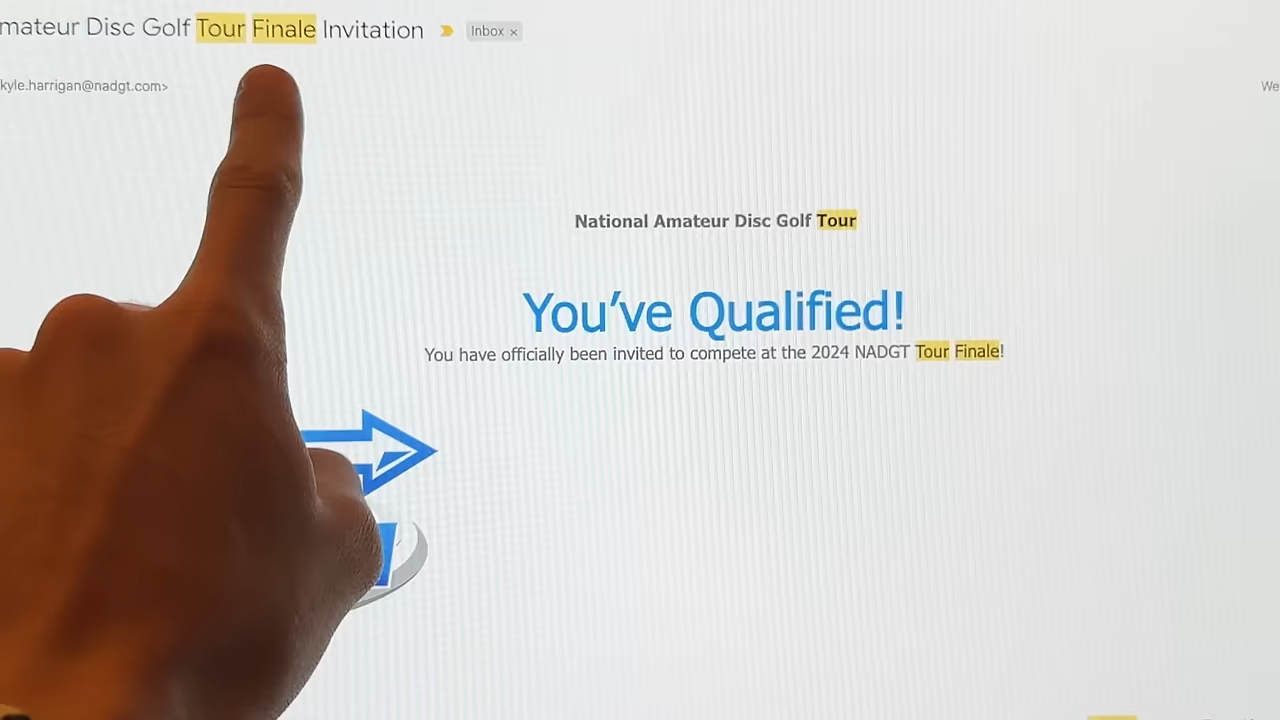 mateur Disc Golf Tour Finale Invitation
Inbox ×
kyle.harrigan@nadgt.com>
We
National Amateur Disc Golf Tour
You've Qualified!
You have officially been invited to compete at the 2024 NADGT Tour Finale!